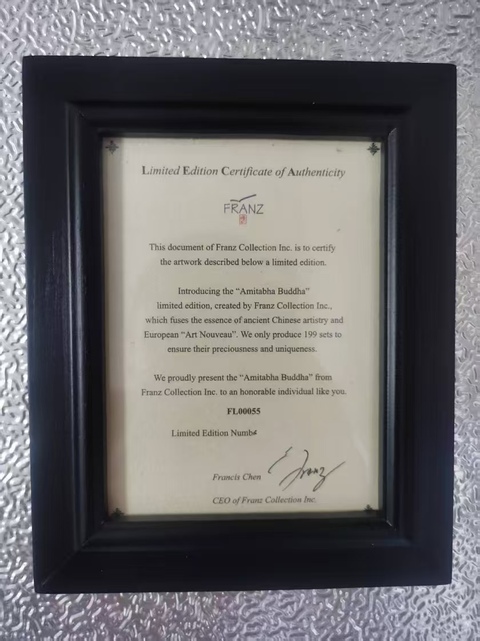 Limited Edition Certificate of Authenticity
FRANZ
This document of Franz Collection Inc. is to certify
the artwork described below a limited edition.
Introducing the “Amitabha Buddha”
limited edition, created by Franz Collection Inc.,
which fuses the essence of ancient Chinese artistry and
European “Art Nouveau”. We only produce 199 sets to
ensure their preciousness and uniqueness.
We proudly present the “Amitabha Buddha” from
Franz Collection Inc. to an honorable individual like you.
FL00055
Limited Edition
Francis Chen
Franz
CEO of Franz Collection Inc.